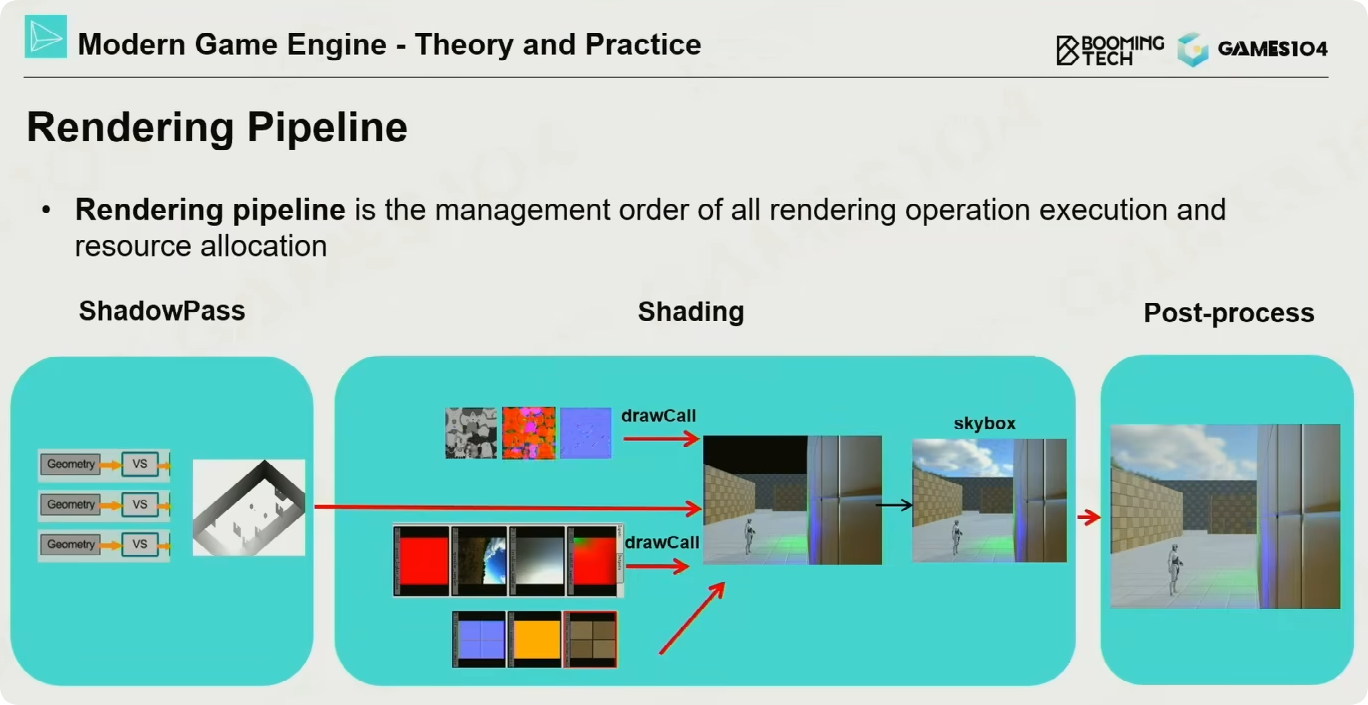 Modern Game Engine - Theory and Practice
BOOMING
TECH
GAMES104
Rendering Pipeline
• Rendering pipeline is the management order of all rendering operation execution and
resource allocation
ShadowPass
Shading
Post-process
Geometry VS
Geometry VS
Geometry VS
drawCall
drawCall
skybox